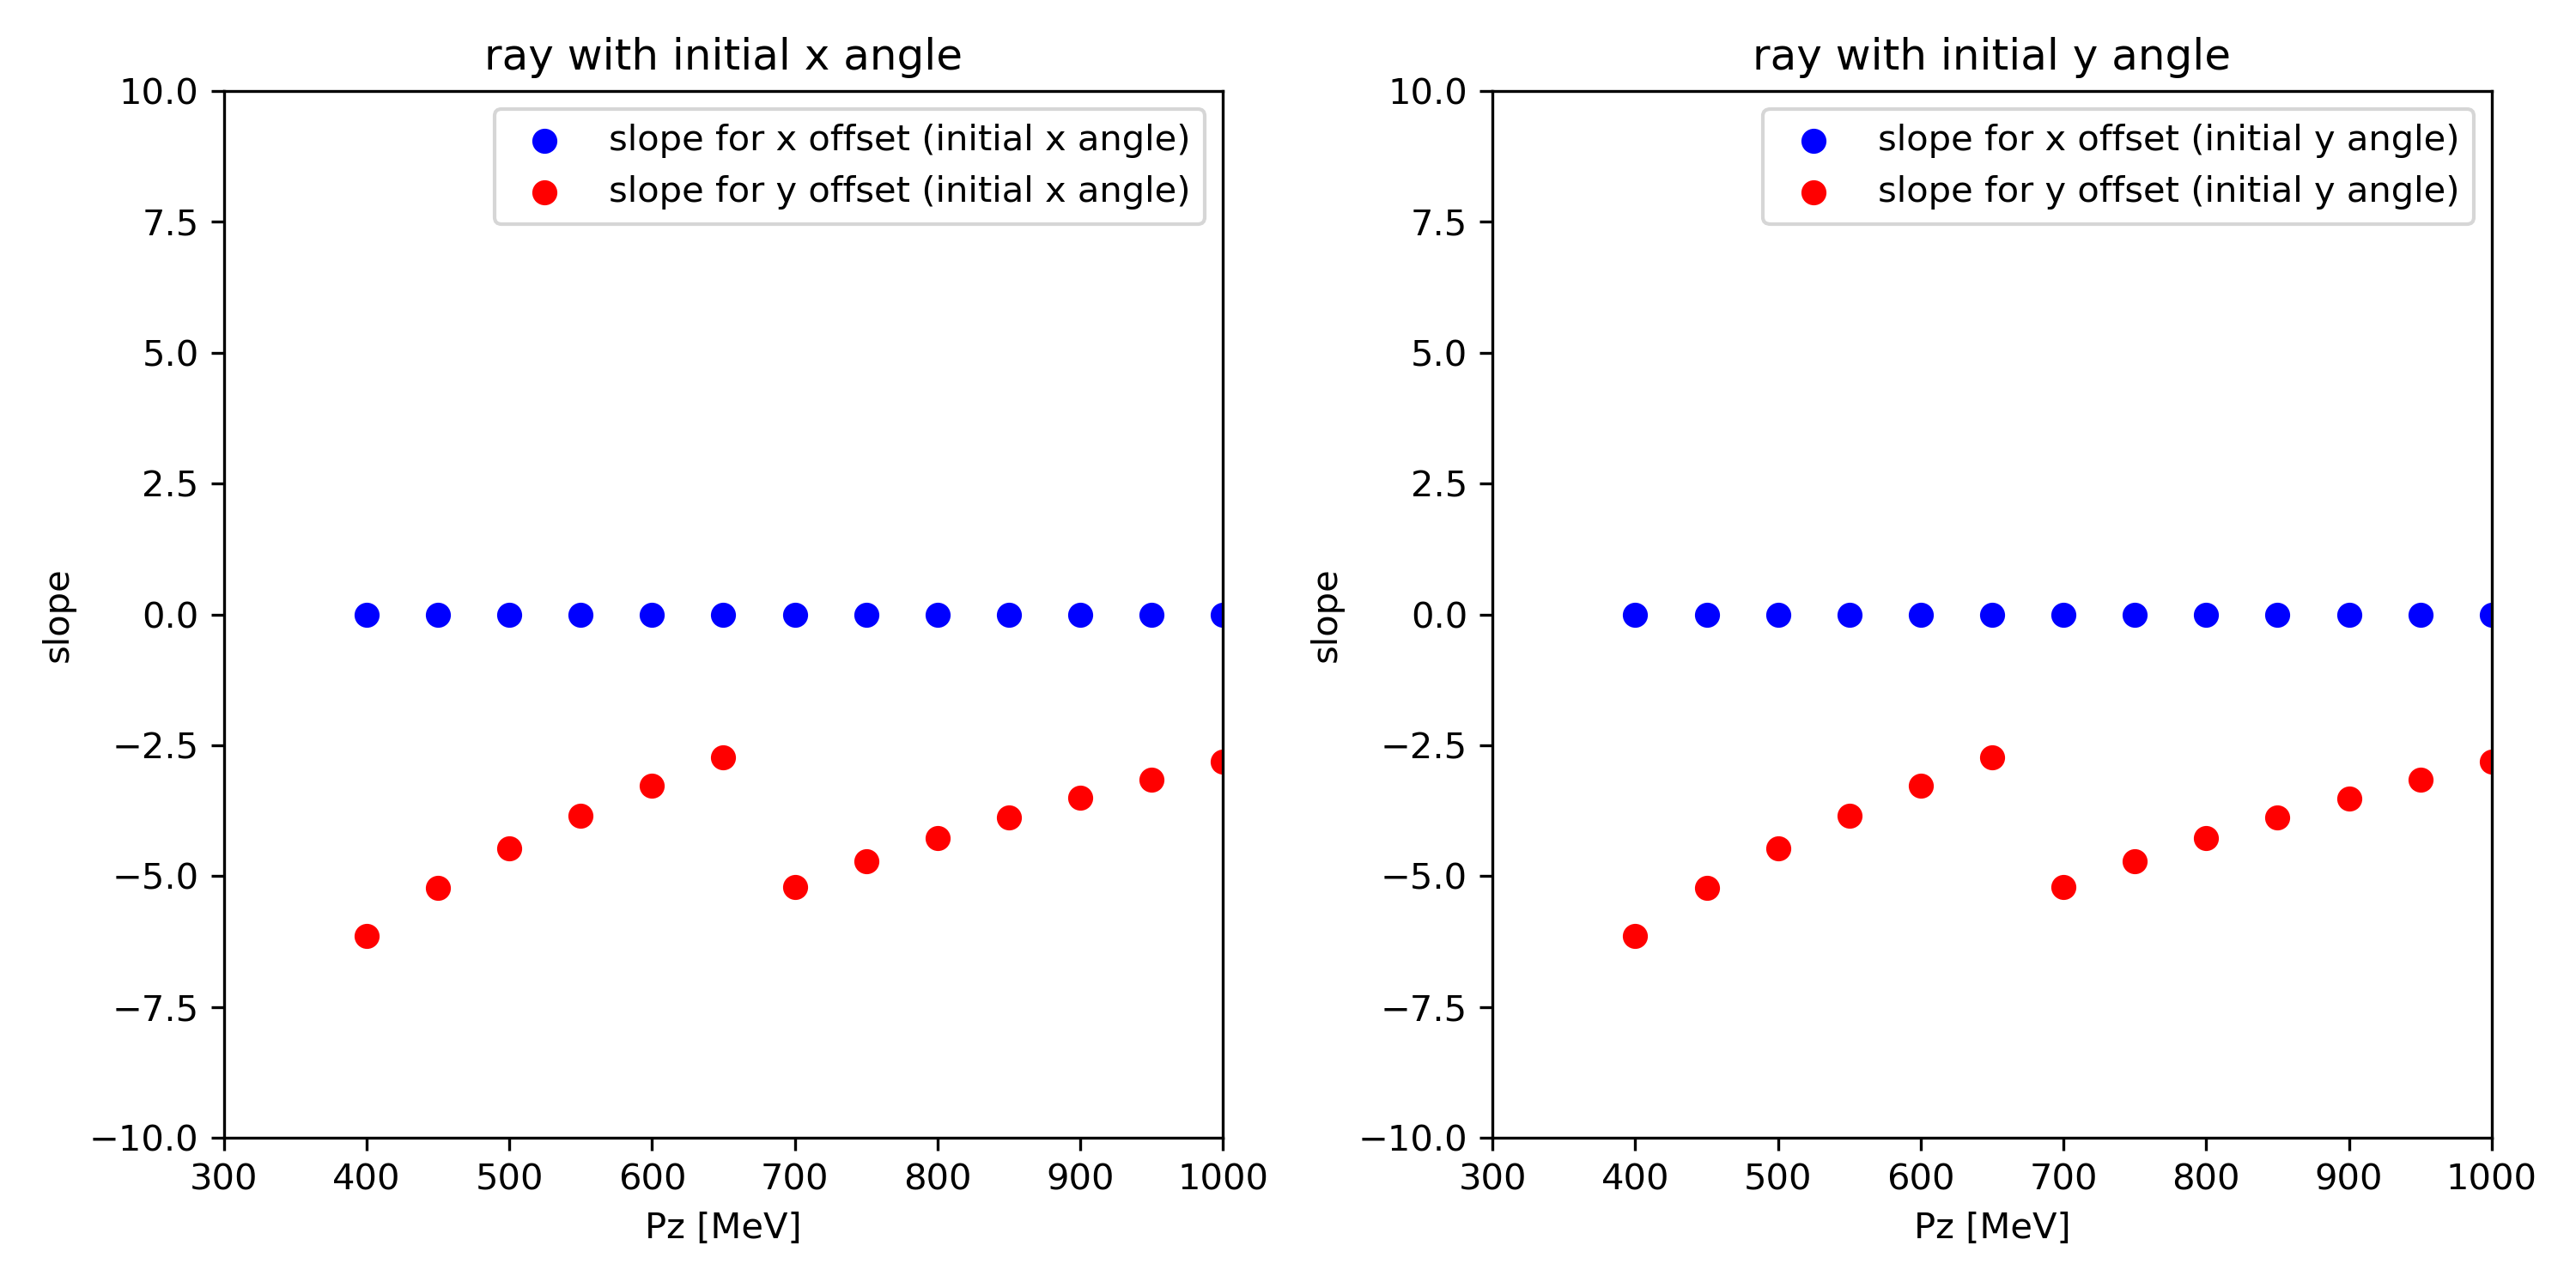 ray with initial x angle
slope for x offset (initial x angle)
slope for y offset (initial x angle)
10.0
7.5
5.0
2.5
0.0
−2.5
−5.0
−7.5
−10.0
slope
300 400 500 600 700 800 900 1000
Pz [MeV]
ray with initial y angle
slope for x offset (initial y angle)
slope for y offset (initial y angle)
10.0
7.5
5.0
2.5
0.0
−2.5
−5.0
−7.5
−10.0
slope
300 400 500 600 700 800 900 1000
Pz [MeV]